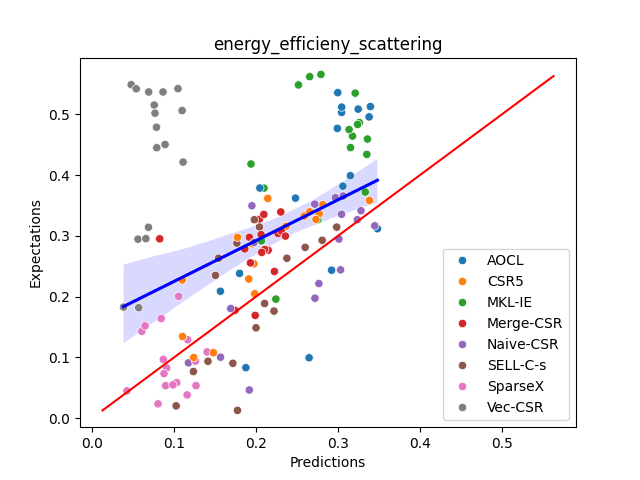 energy_efficieny_scattering
Expectations
0.5
0.4
0.3
0.2
0.1
0.0
AOCL
CSR5
MKL-IE
Merge-CSR
Naive-CSR
SELL-C-s
SparseX
Vec-CSR
0.0 0.1 0.2 0.3 0.4 0.5
Predictions